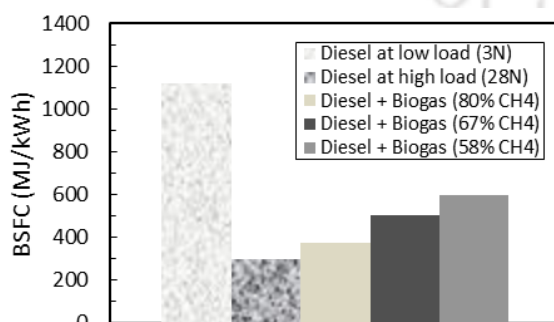 1400
1200
1000
800
600
400
200
0
BSFC (MJ/kWh)
Diesel at low load (3N)
Diesel at high load (28N)
Diesel + Biogas (80% CH4)
Diesel + Biogas (67% CH4)
Diesel + Biogas (58% CH4)